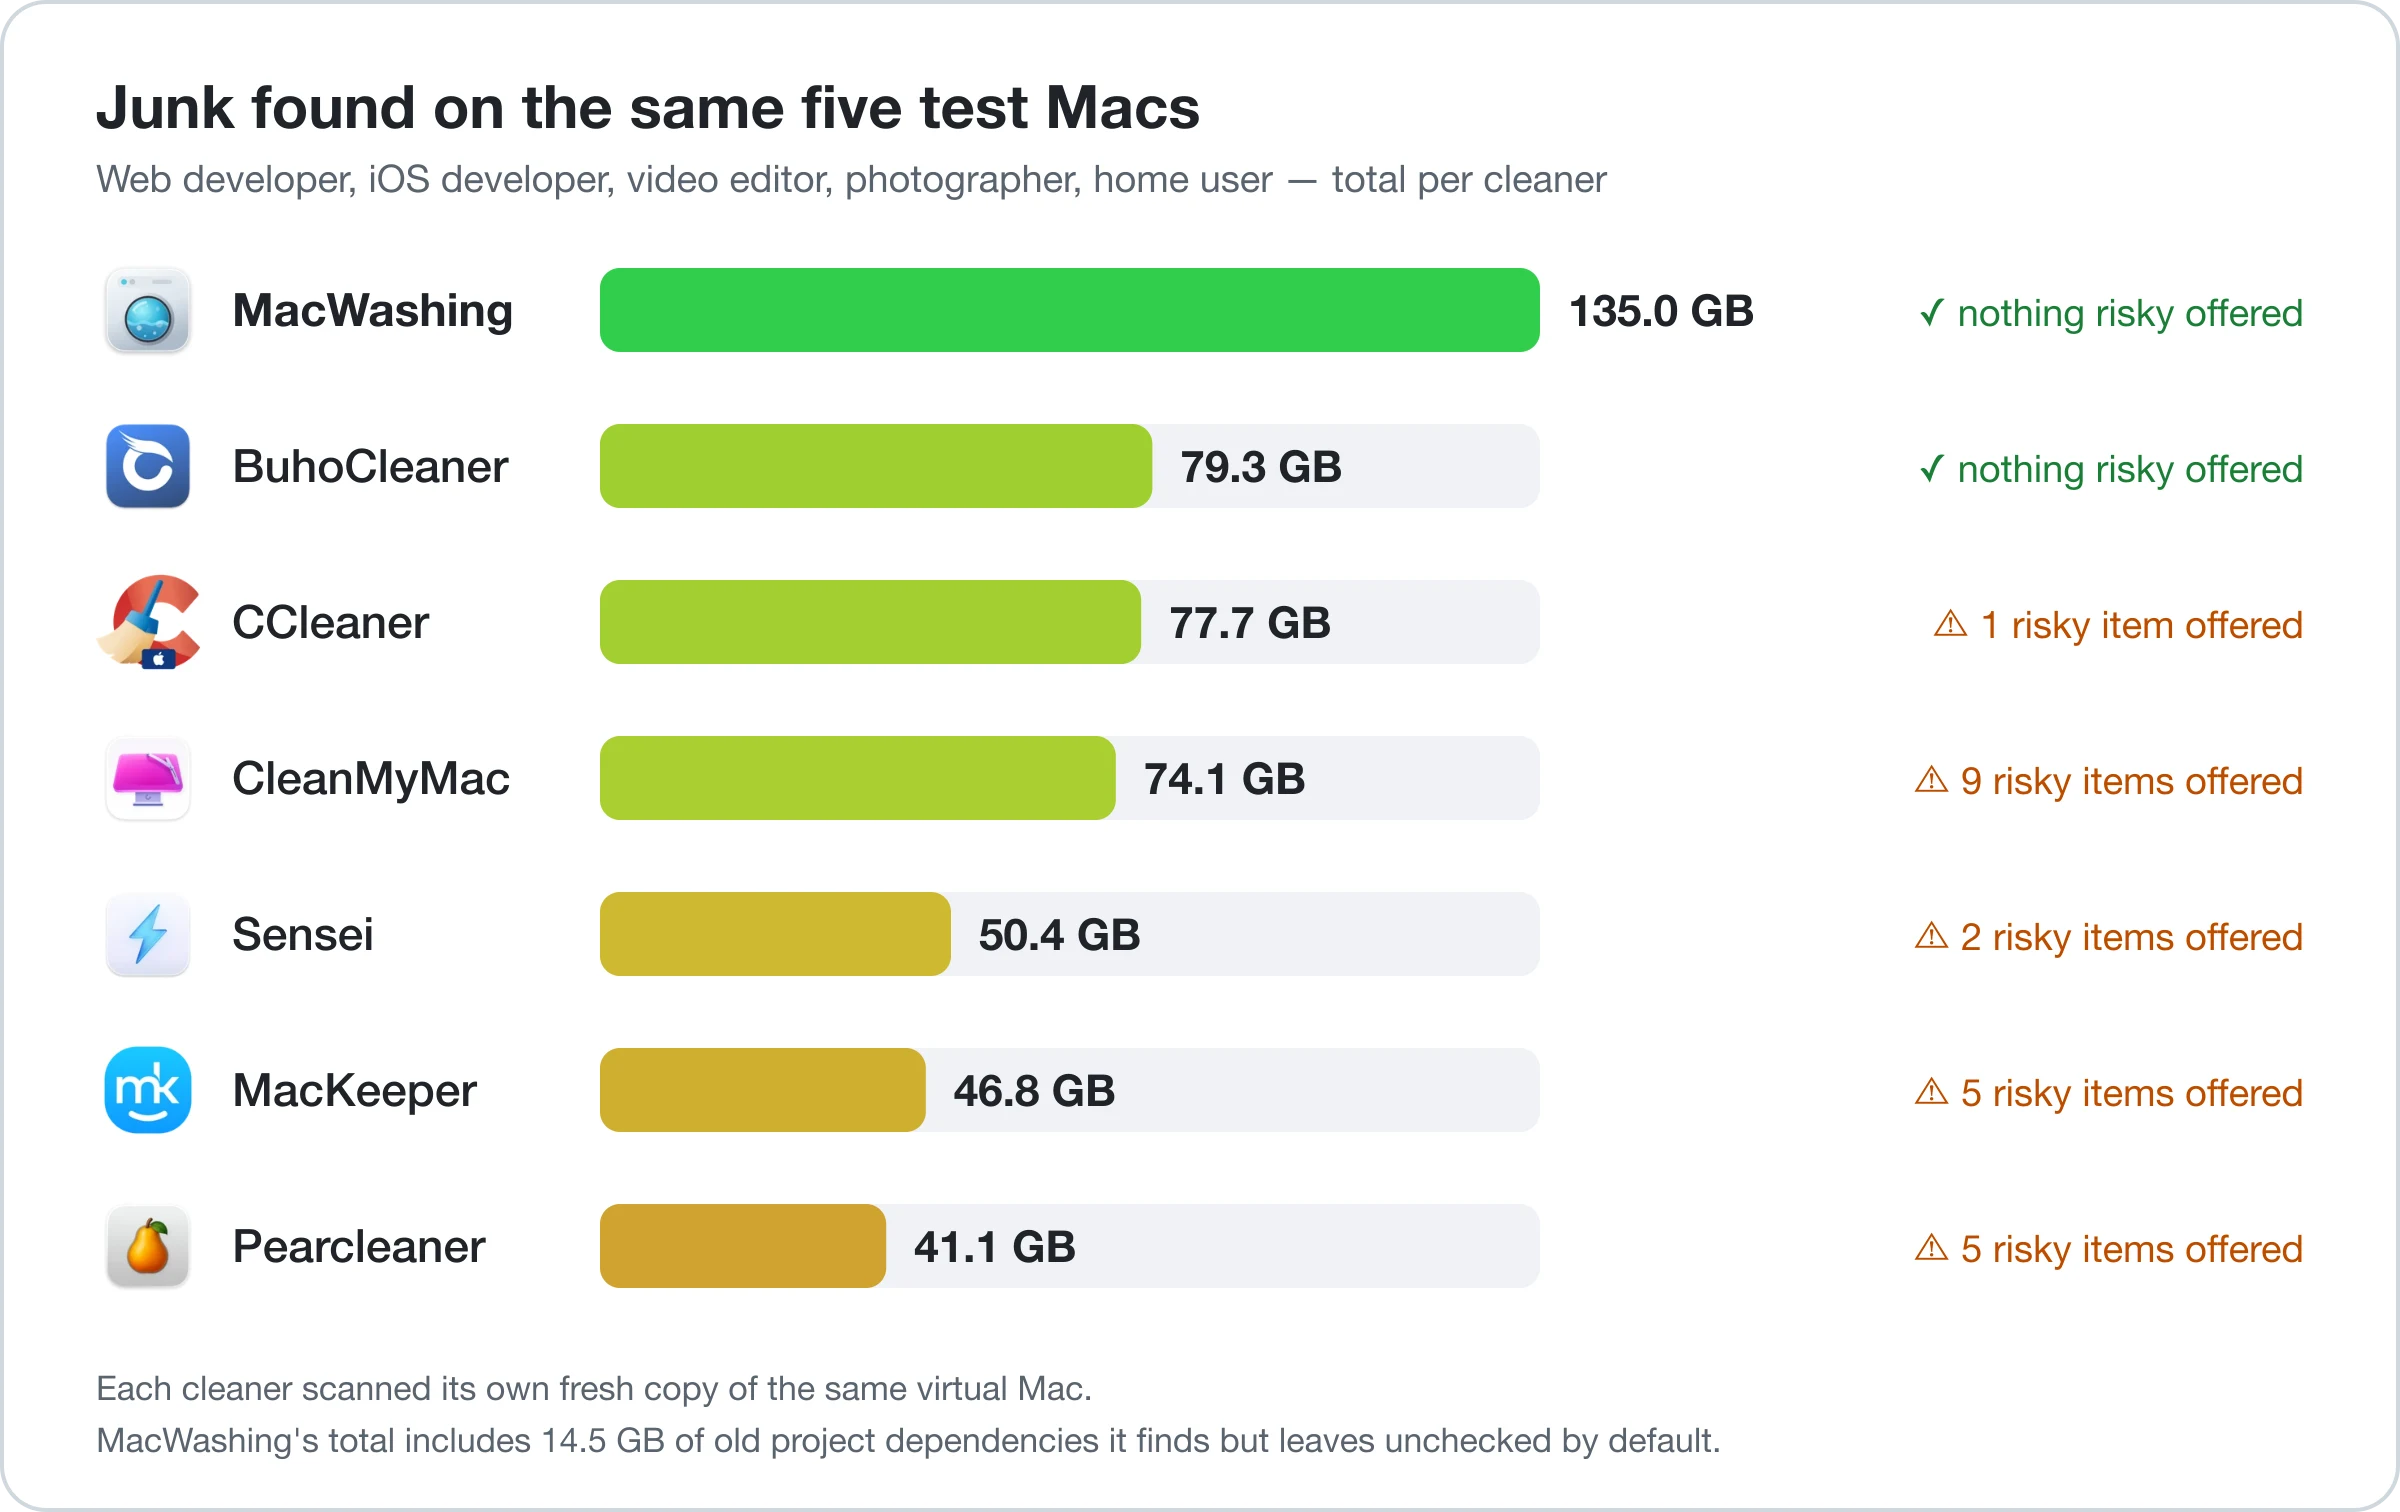 Junk found on the same five test Macs
Web developer, iOS developer, video editor, photographer, home user — total per cleaner
MacWashing 135.0 GB ✓ nothing risky offered
BuhoCleaner 79.3 GB ✓ nothing risky offered
CCleaner 77.7 GB ⚠ 1 risky item offered
CleanMyMac 74.1 GB ⚠ 9 risky items offered
Sensei 50.4 GB ⚠ 2 risky items offered
mk MacKeeper 46.8 GB ⚠ 5 risky items offered
Pearcleaner 41.1 GB ⚠ 5 risky items offered
Each cleaner scanned its own fresh copy of the same virtual Mac.
MacWashing's total includes 14.5 GB of old project dependencies it finds but leaves unchecked by default.